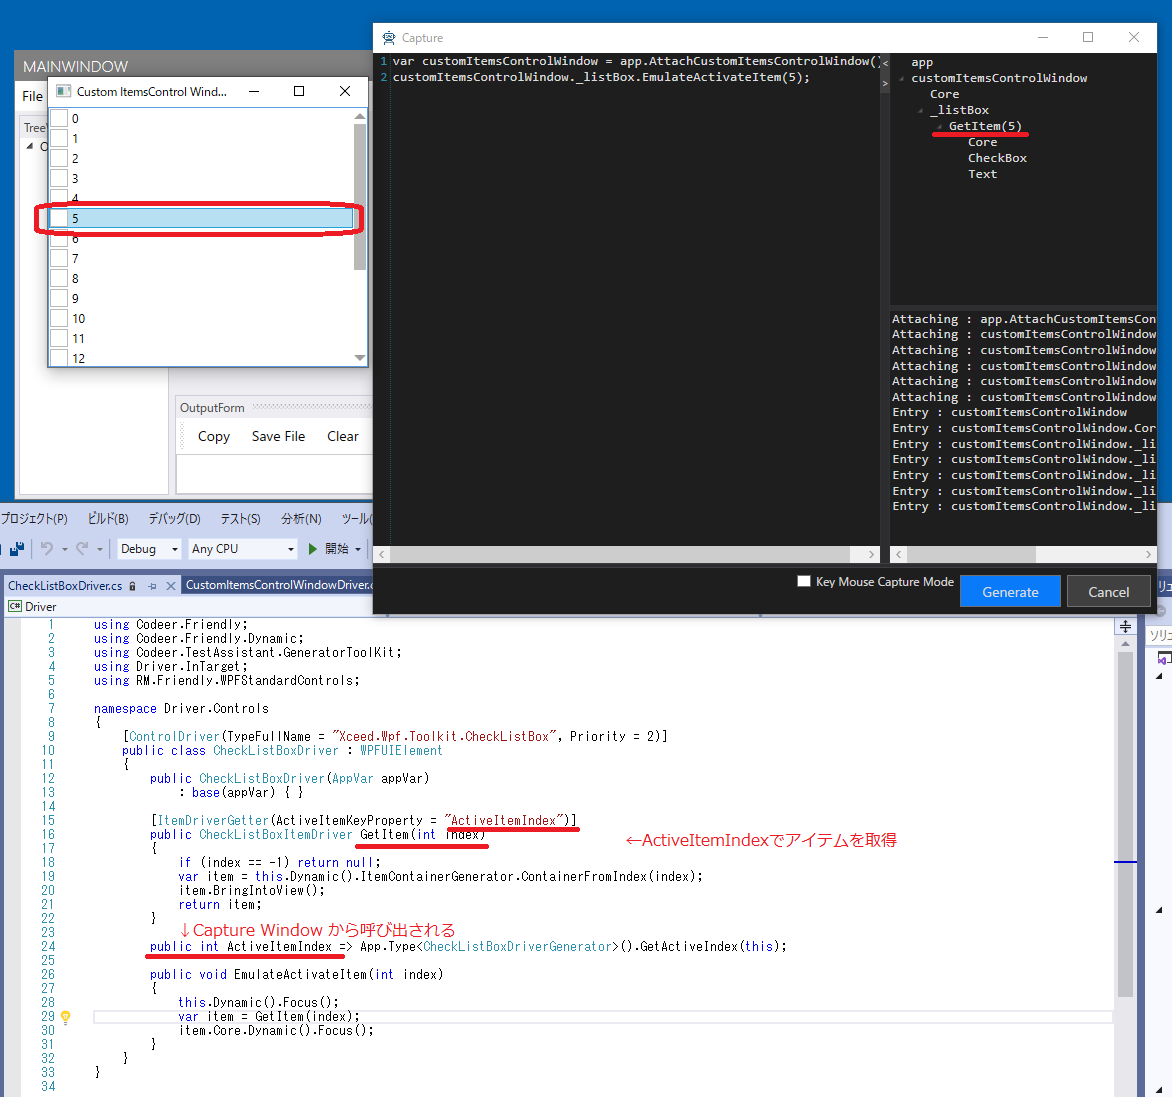 Capture
var customItemsControlWindow = app.AttachCustomItemsControlWindow()
customItemsControlWindow._listBox.EmulateActivateItem(5);
1
2
<
>
app
customItemsControlWindow
Core
_listBox
GetItem(5)
Core
CheckBox
Text
Attaching : app.AttachCustomItemsCon
Attaching : customItemsControlWindow
Attaching : customItemsControlWindow
Attaching : customItemsControlWindow
Attaching : customItemsControlWindow
Attaching : customItemsControlWindow
Entry : customItemsControlWindow
Entry : customItemsControlWindow.Cor
Entry : customItemsControlWindow._li
Entry : customItemsControlWindow._li
Entry : customItemsControlWindow._li
Entry : customItemsControlWindow._li
Entry : customItemsControlWindow._li
Key Mouse Capture Mode
Generate
Cancel
MAINWINDOW
File
Tree
Custom ItemsControl Wind...
0
1
2
3
4
5
6
7
8
9
10
11
12
OutputForm
Copy Save File Clear
プロジェクト(P) ビルド(B) デバッグ(D) テスト(S) 分析(N) ツール(
Debug Any CPU 開始
CheckListBoxDriver.cs CustomItemsControlWindowDriver.c
C# Driver
ソリュ
1 using Codeer.Friendly;
2 using Codeer.Friendly.Dynamic;
3 using Codeer.TestAssistant.GeneratorToolKit;
4 using Driver.InTarget;
5 using RM.Friendly.WPFStandardControls;
6
7 namespace Driver.Controls
8 {
9 [ControlDriver(TypeFullName = "Xceed.Wpf.Toolkit.CheckListBox", Priority = 2)]
10 public class CheckListBoxDriver : WPFUIElement
11 {
12 public CheckListBoxDriver(AppVar appVar)
13 : base(appVar) { }
14
15 [ItemDriverGetter(ActiveItemKeyProperty = "ActiveItemIndex")]
16 public CheckListBoxItemDriver GetItem(int index)
←ActiveItemIndexでアイテムを取得
17 {
18 if (index == -1) return null;
19 var item = this.Dynamic().ItemContainerGenerator.ContainerFromIndex(index);
20 item.BringIntoView();
21 return item;
22 }
↓Capture Window から呼び出される
23
24 public int ActiveItemIndex => App.Type<CheckListBoxDriverGenerator>().GetActiveIndex(this);
25
26 public void EmulateActivateItem(int index)
27 {
28 this.Dynamic().Focus();
29 var item = GetItem(index);
30 item.Core.Dynamic().Focus();
31 }
32 }
33 }
34